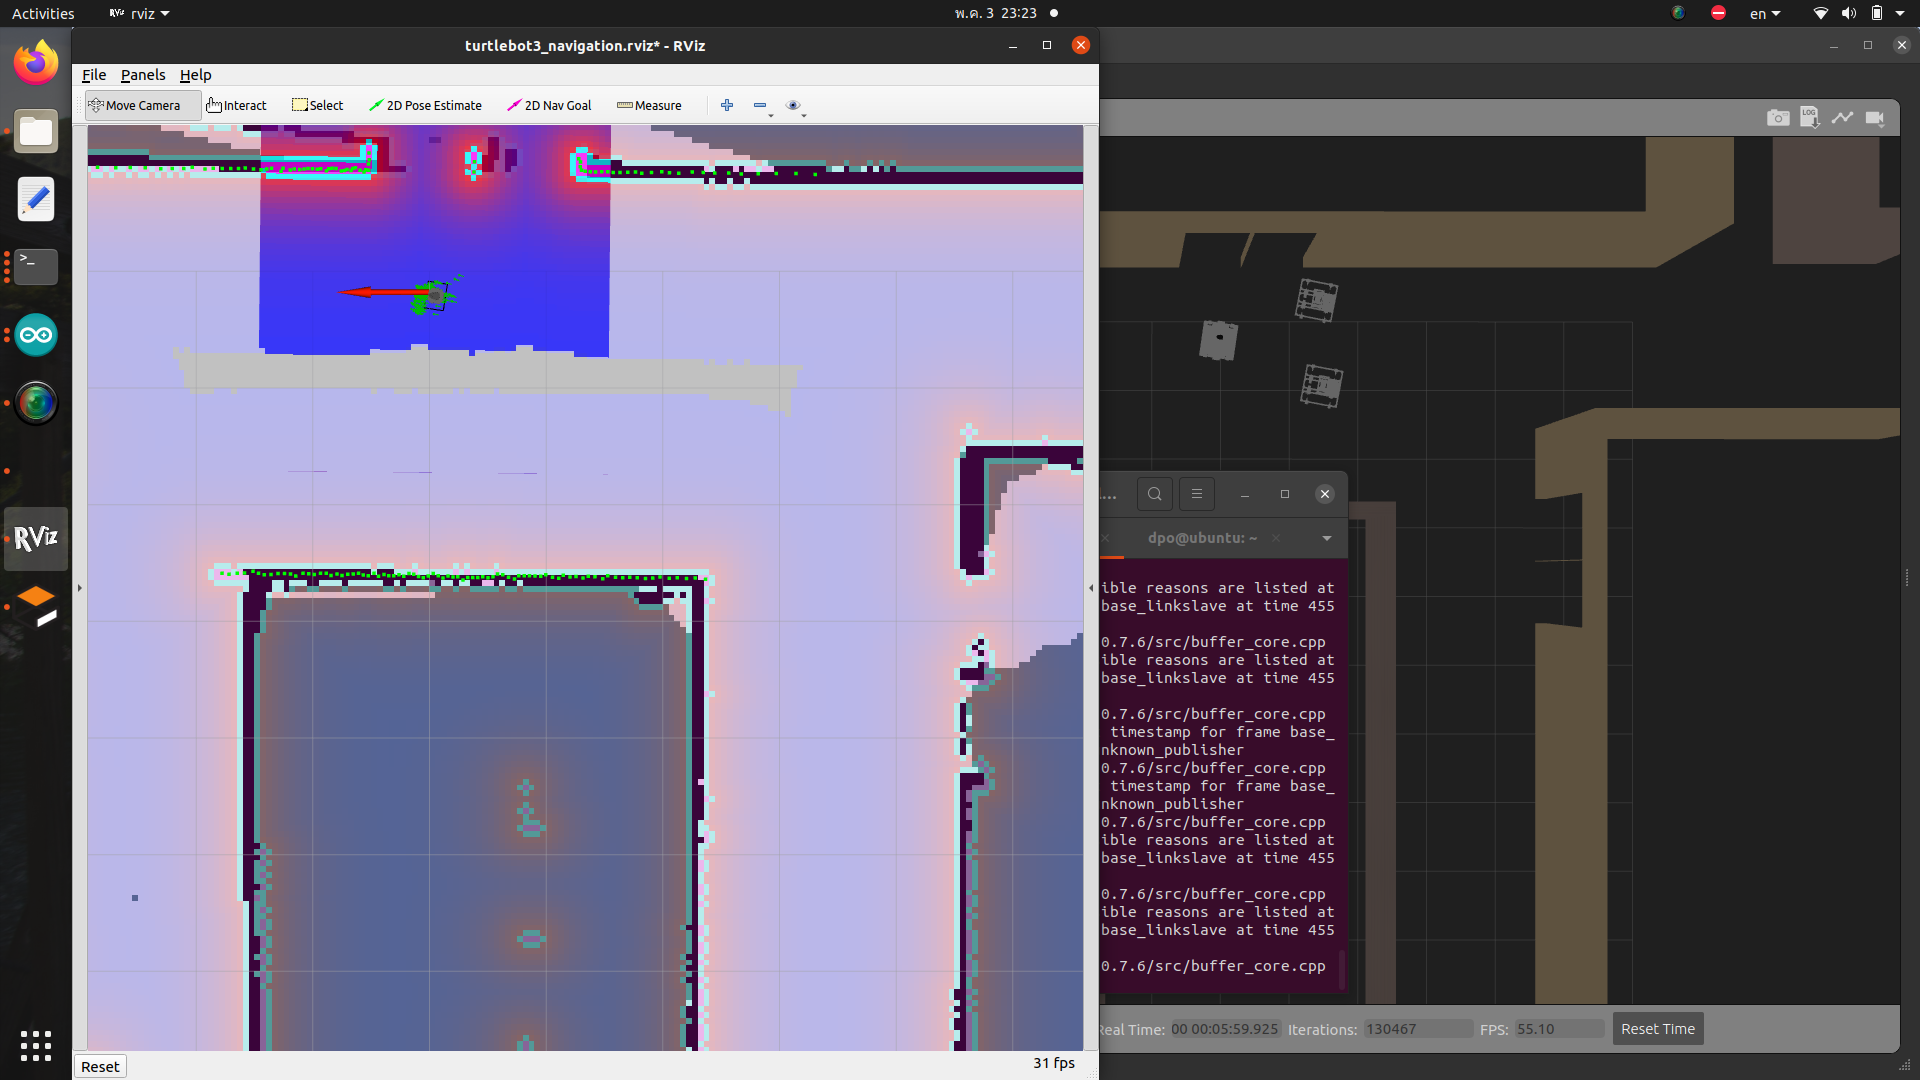 Activities
rviz
พ.ค. 3 23:23
en
turtlebot3_navigation.rviz* - RViz
File Panels Help
Move Camera Interact Select 2D Pose Estimate 2D Nav Goal Measure
LOG
>_
RViz
dpo@ubuntu: ~
ible reasons are listed at
base_linkslave at time 455
0.7.6/src/buffer_core.cpp
ible reasons are listed at
base_linkslave at time 455
0.7.6/src/buffer_core.cpp
timestamp for frame base_
nknown_publisher
0.7.6/src/buffer_core.cpp
timestamp for frame base_
nknown_publisher
0.7.6/src/buffer_core.cpp
ible reasons are listed at
base_linkslave at time 455
0.7.6/src/buffer_core.cpp
ible reasons are listed at
base_linkslave at time 455
0.7.6/src/buffer_core.cpp
Real Time: 00 00:05:59.925 Iterations: 130467 FPS: 55.10 Reset Time
Reset
31 fps